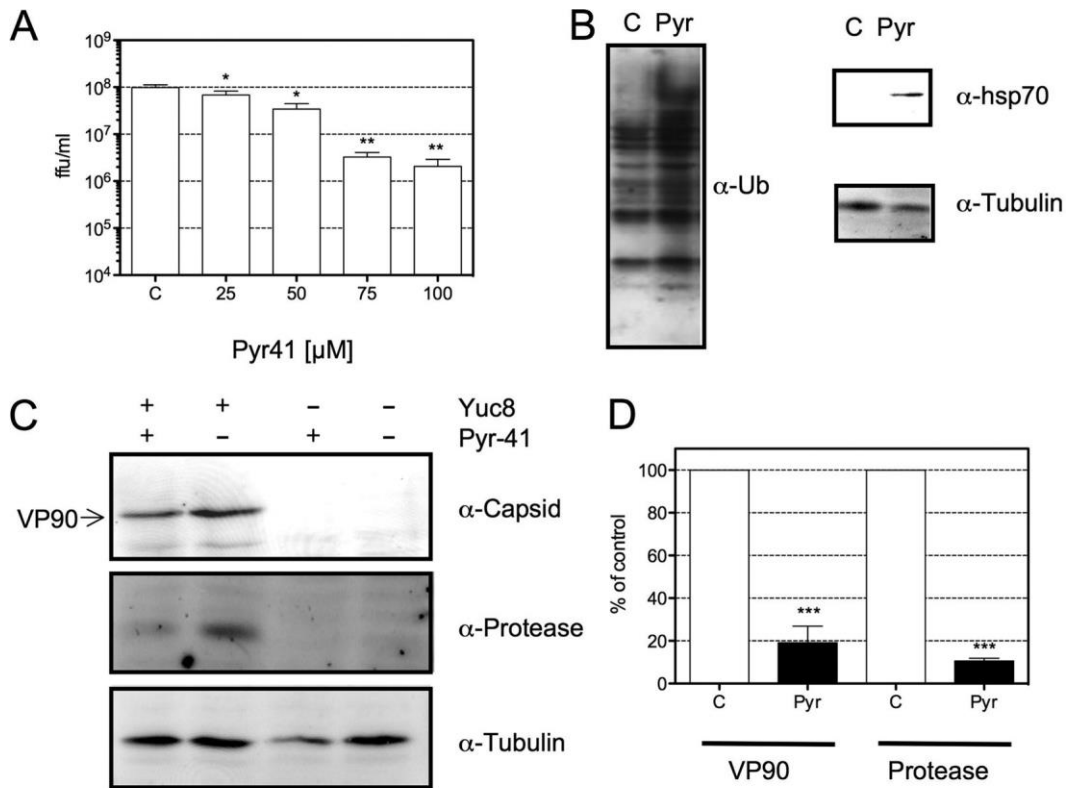 A
ffu/ml
10⁹
10⁸
10⁷
10⁶
10⁵
10⁴
* * ** **
C 25 50 75 100
Pyr41 [µM]
B
C Pyr
α-Ub
C Pyr
α-hsp70
α-Tubulin
C
+ + – – Yuc8
+ – + – Pyr-41
VP90
α-Capsid
α-Protease
α-Tubulin
D
% of control
100
80
60
40
20
0
*** ***
C Pyr C Pyr
VP90 Protease